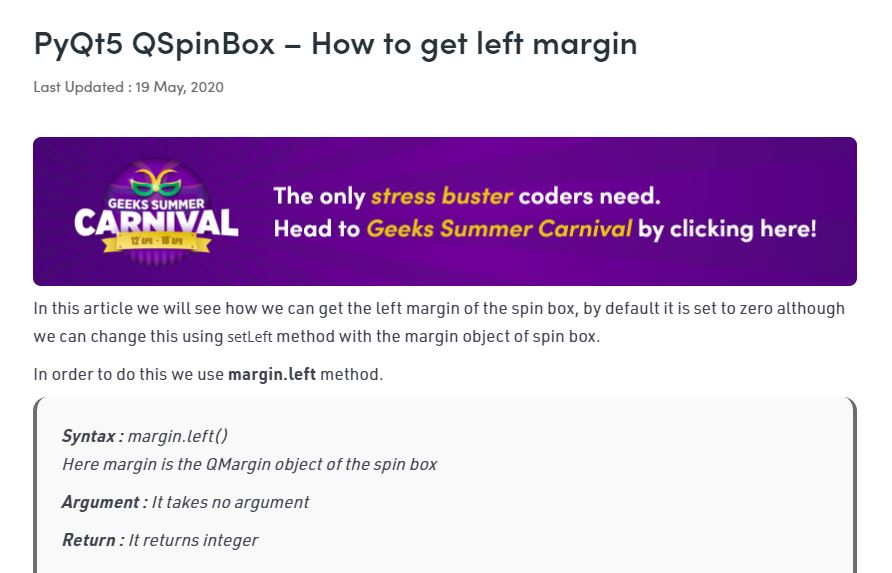 PyQt5 QSpinBox – How to get left margin
Last Updated : 19 May, 2020
GEEKS SUMMER
CARNIVAL
12 APR - 18 APR
The only stress buster coders need.
Head to Geeks Summer Carnival by clicking here!
In this article we will see how we can get the left margin of the spin box, by default it is set to zero although
we can change this using setLeft method with the margin object of spin box.
In order to do this we use margin.left method.
Syntax : margin.left()
Here margin is the QMargin object of the spin box
Argument : It takes no argument
Return : It returns integer